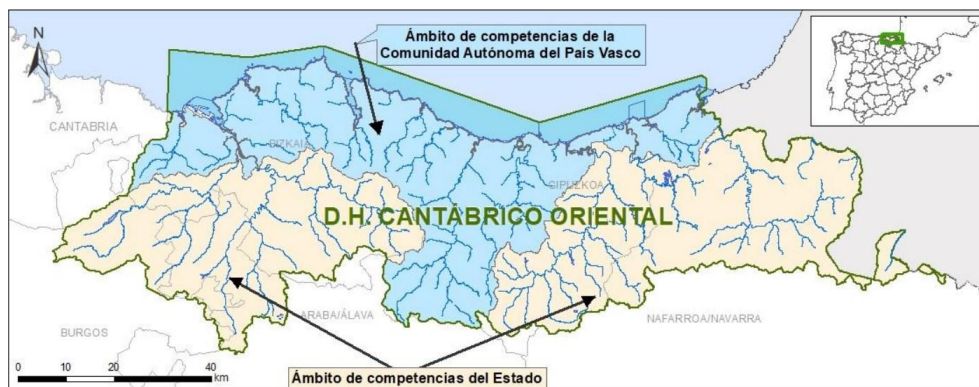 Ámbito de competencias de la
Comunidad Autónoma del País Vasco
N
CANTABRIA
BIZKAIA
GIPUZKOA
D.H. CANTÁBRICO ORIENTAL
ARABA/ÁLAVA
BURGOS
NAFARROA/NAVARRA
0 10 20 40
km
Ámbito de competencias del Estado